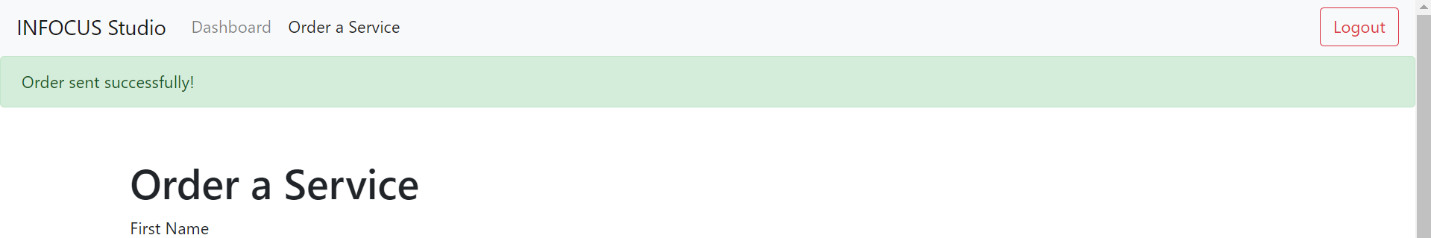 INFOCUS Studio Dashboard Order a Service Logout
Order sent successfully!
Order a Service
First Name